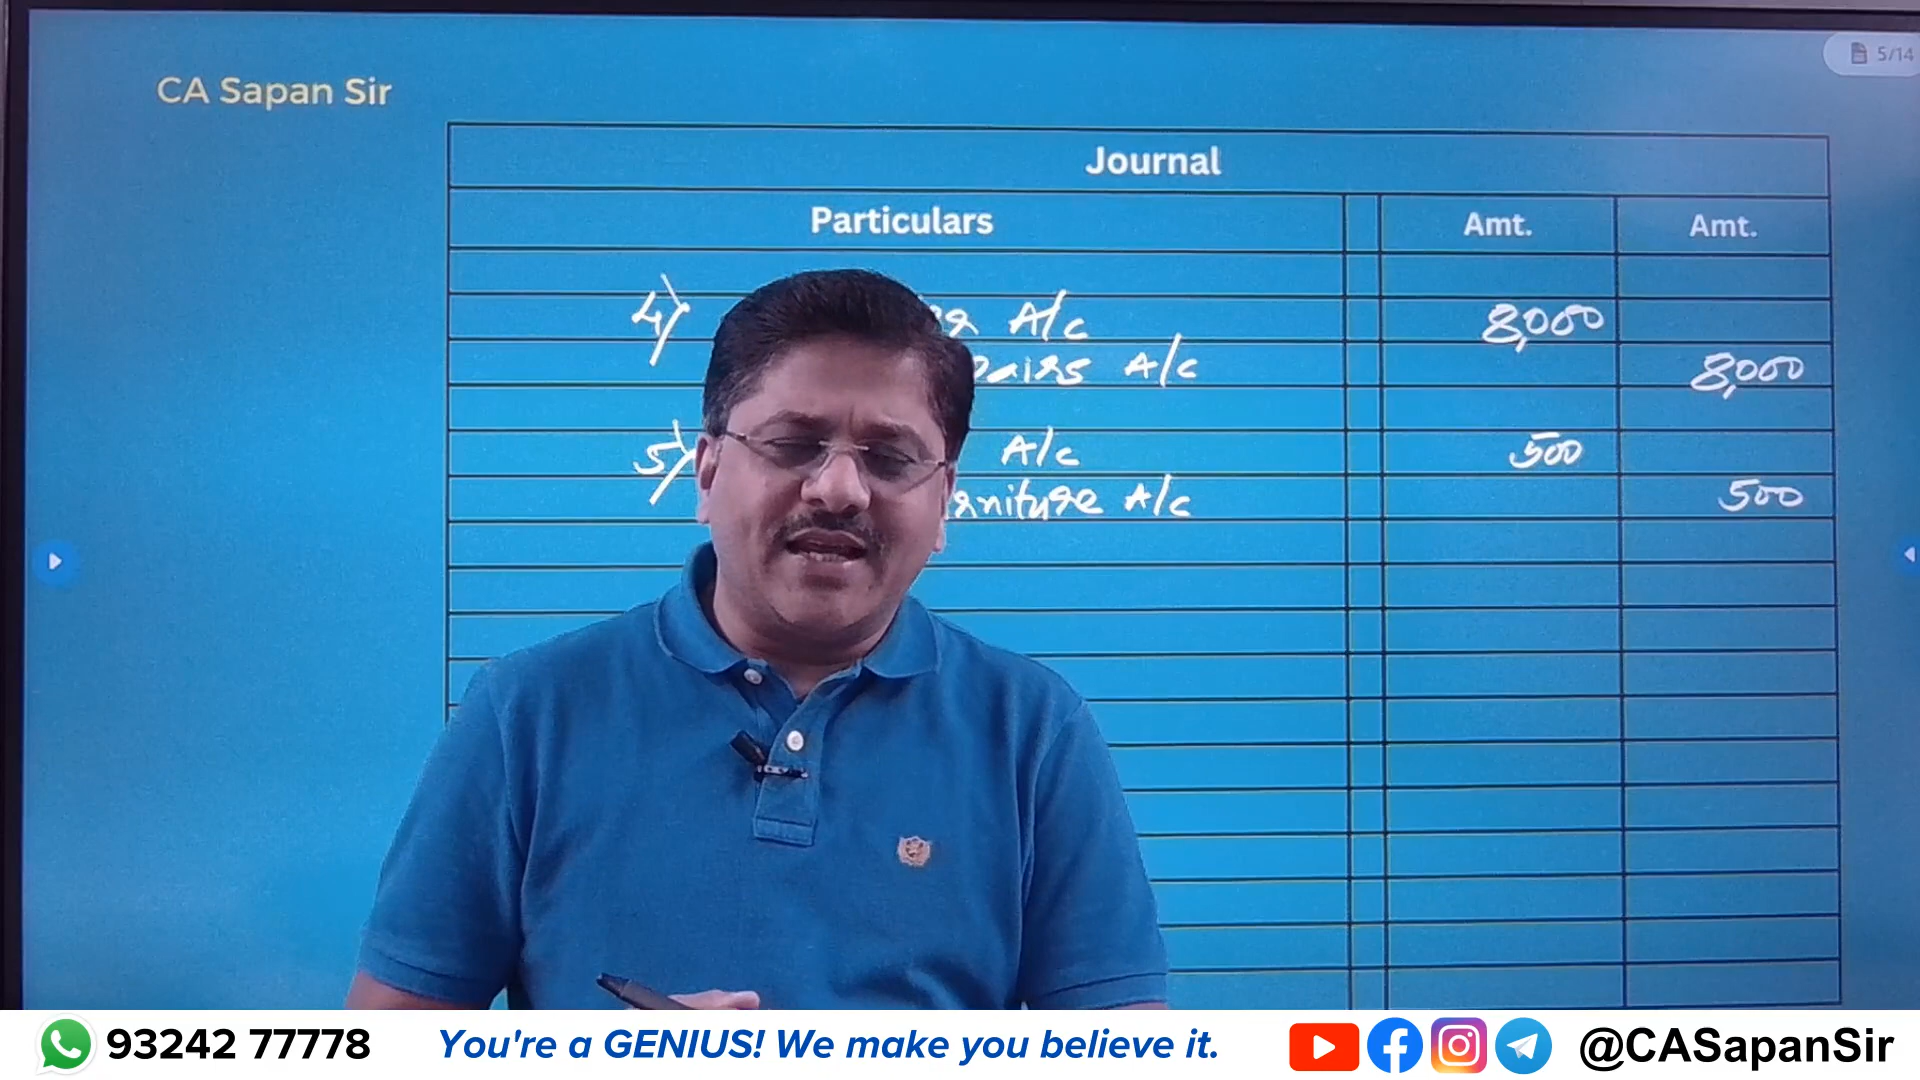 5/14
CA Sapan Sir
Journal
Particulars Amt. Amt.
4) A/c 8,000
A/c 8,000
5) A/c 500
A/c 500
93244 77778
You're a GENIUS! We make you believe it.
@CASapanSir